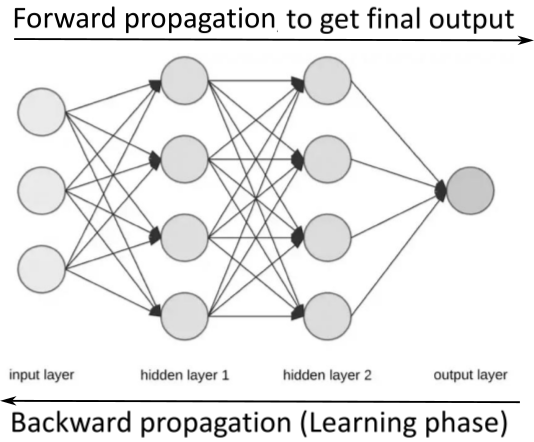 Forward propagation to get final output
input layer
hidden layer 1
hidden layer 2
output layer
Backward propagation (Learning phase)